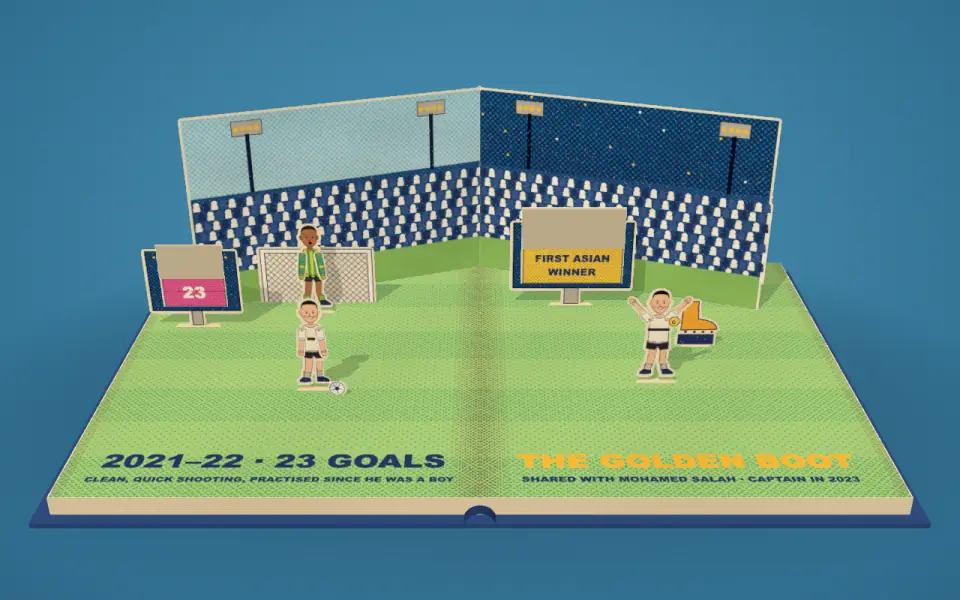 23
FIRST ASIAN
WINNER
2021–22 · 23 GOALS
CLEAN, QUICK SHOOTING, PRACTISED SINCE HE WAS A BOY
THE GOLDEN BOOT
SHARED WITH MOHAMED SALAH · CAPTAIN IN 2023